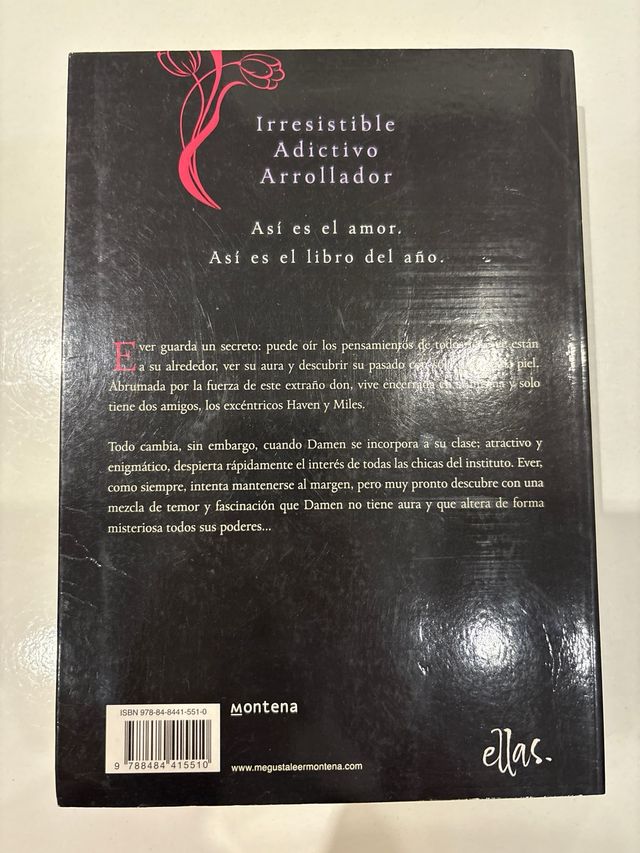 Irresistible
Adictivo
Arrollador
Así es el amor.
Así es el libro del año.
Ever guarda un secreto: puede oír los pensamientos de todos están
a su alrededor, ver su aura y descubrir su pasado con piel.
Abrumada por la fuerza de este extraño don, vive encerrada en y solo
tiene dos amigos, los excéntricos Haven y Miles.
Todo cambia, sin embargo, cuando Damen se incorpora a su clase; atractivo y
enigmático, despierta rápidamente el interés de todas las chicas del instituto. Ever,
como siempre, intenta mantenerse al margen, pero muy pronto descubre con una
mezcla de temor y fascinación que Damen no tiene aura y que altera de forma
misteriosa todos sus poderes...
ISBN 978-84-8441-551-0
9 788484 415510
Montena
www.megustaleermontena.com
ellas.